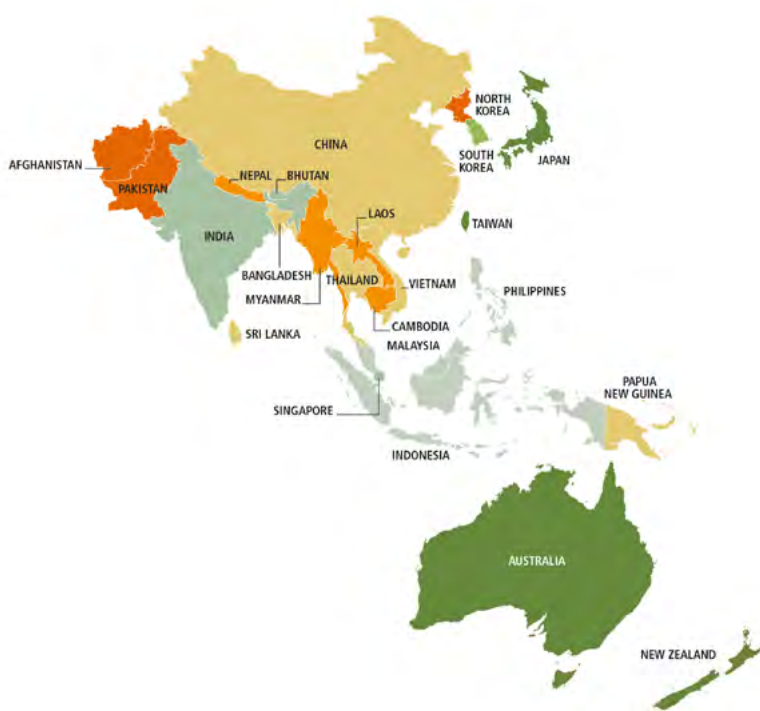 NORTH
KOREA
CHINA
SOUTH
KOREA
JAPAN
AFGHANISTAN
NEPAL
BHUTAN
PAKISTAN
LAOS
TAIWAN
INDIA
BANGLADESH
THAILAND
VIETNAM
PHILIPPINES
MYANMAR
CAMBODIA
SRI LANKA
MALAYSIA
PAPUA
NEW GUINEA
SINGAPORE
INDONESIA
AUSTRALIA
NEW ZEALAND